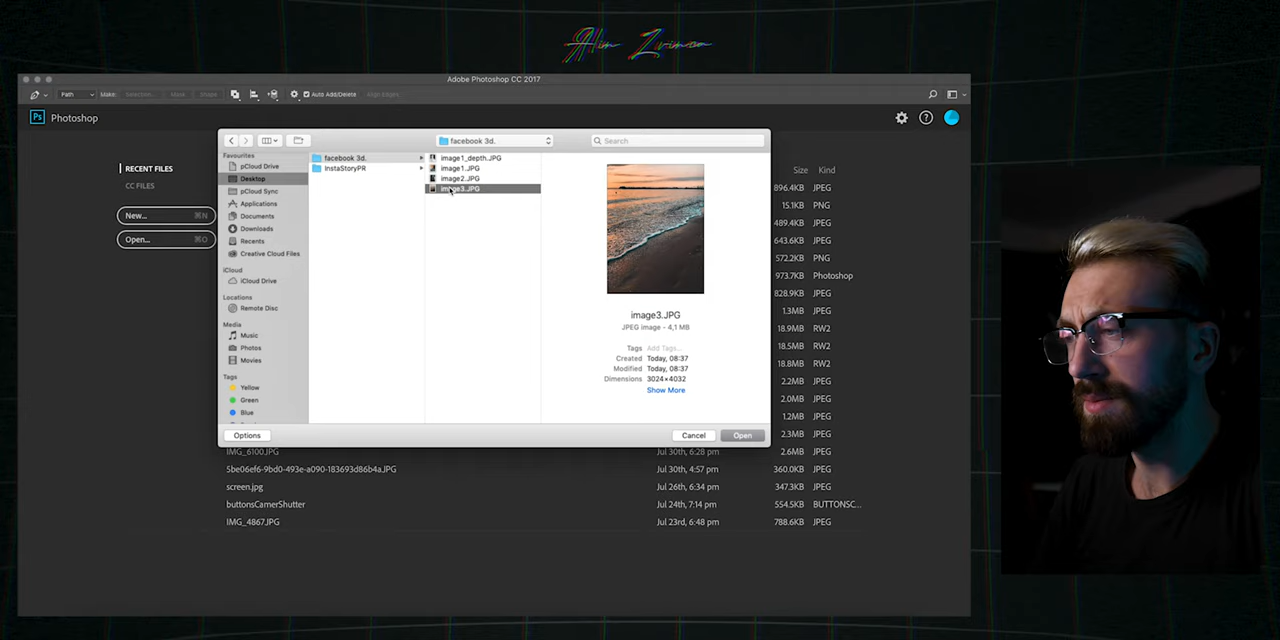 Adobe Photoshop CC 2017
Path Make: Selection... Mask Shape Auto Add/Delete Align Edges
Ps Photoshop
facebook 3d. Search
Favourites
pCloud Drive
Desktop
pCloud Sync
Applications
Documents
Downloads
Recents
Creative Cloud Files
iCloud
iCloud Drive
Locations
Remote Disc
Media
Music
Photos
Movies
Tags
Yellow
Green
Blue
facebook 3d.
InstaStoryPR
image1_depth.JPG
image1.JPG
image2.JPG
image3.JPG
image3.JPG
JPEG image - 4,1 MB
Tags Add Tags...
Created Today, 08:37
Modified Today, 08:37
Dimensions 3024×4032
Show More
Options Cancel Open
RECENT FILES
CC FILES
New... ⌘N
Open... ⌘O
Size Kind
896.4KB JPEG
15.1KB PNG
489.4KB JPEG
643.6KB JPEG
572.2KB PNG
973.7KB Photoshop
828.9KB JPEG
1.3MB JPEG
18.9MB RW2
18.5MB RW2
18.8MB RW2
2.2MB JPEG
2.0MB JPEG
1.2MB JPEG
2.3MB JPEG
IMG_6100.JPG Jul 30th, 6:28 pm 2.6MB JPEG
5be06ef6-9bd0-493e-a090-183693d86b4a.JPG Jul 30th, 4:57 pm 360.0KB JPEG
screen.jpg Jul 26th, 6:34 pm 347.3KB JPEG
buttonsCamerShutter Jul 24th, 7:14 pm 554.5KB BUTTONSC...
IMG_4867.JPG Jul 23rd, 6:48 pm 788.6KB JPEG